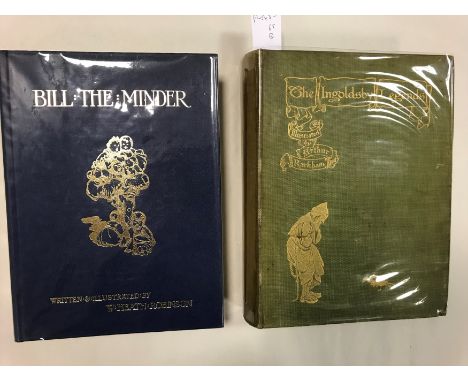 BILL·THE·MINDER
WRITTEN & ILLUSTRATED BY
W·HEATH·ROBINSON
The Ingoldsby Legends
Illustrated
by
Arthur
Rackham